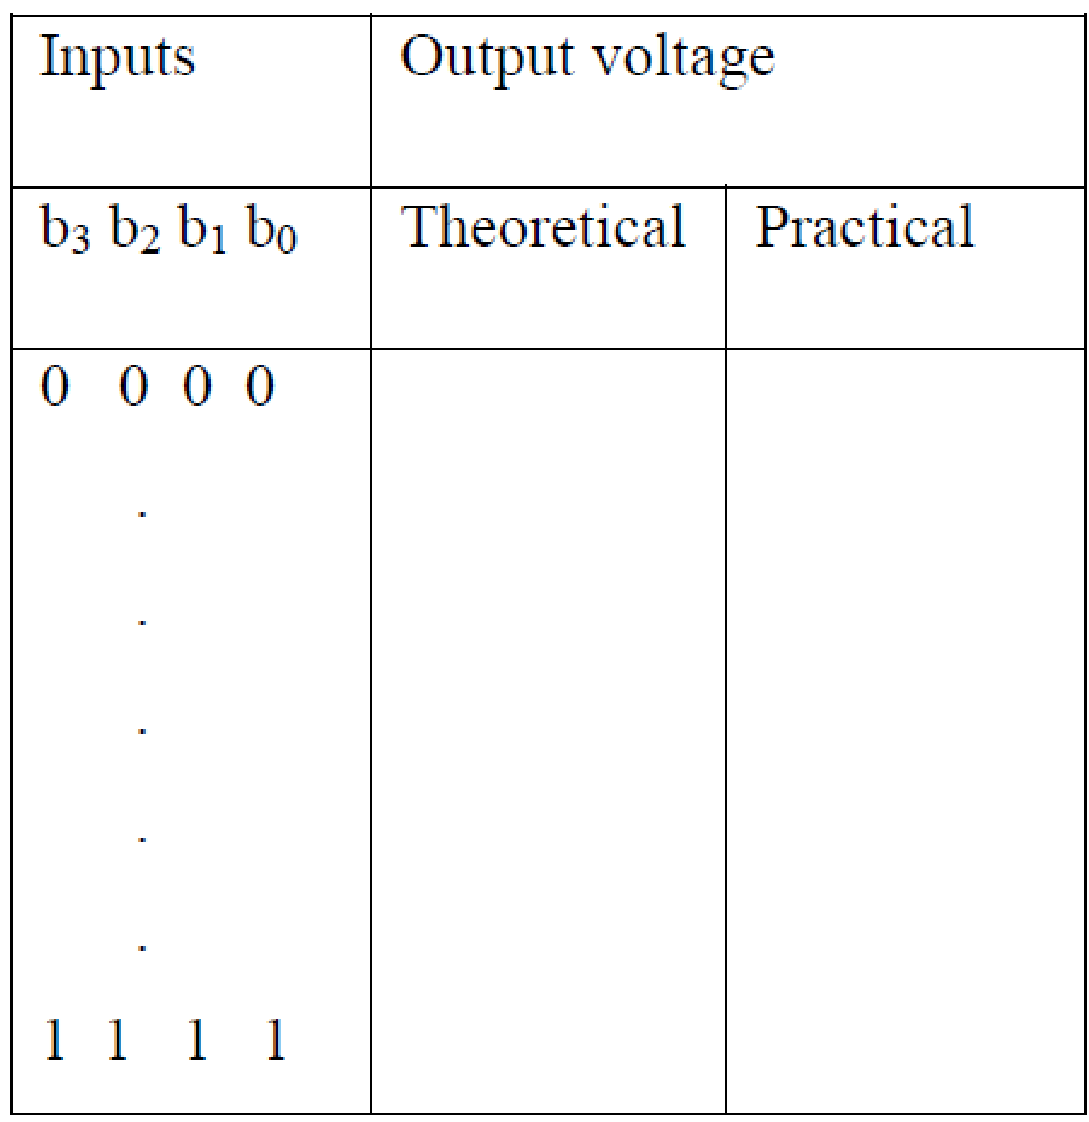 Inputs Output voltage
b₃ b₂ b₁ b₀ Theoretical Practical
0 0 0 0
.
.
.
.
.
1 1 1 1